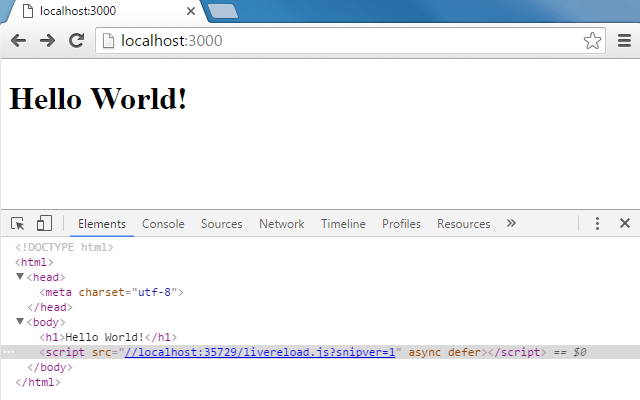 localhost:3000
localhost:3000
Hello World!
Elements Console Sources Network Timeline Profiles Resources »
<!DOCTYPE html>
<html>
▼<head>
<meta charset="utf-8">
</head>
▼<body>
<h1>Hello World!</h1>
<script src="//localhost:35729/livereload.js?snipver=1" async defer></script> == $0
</body>
</html>